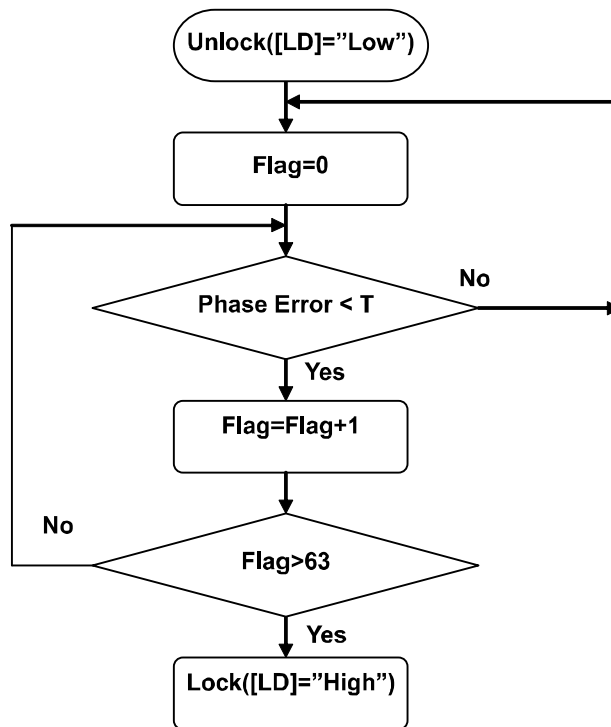 Unlock([LD]=”Low”)
Flag=0
Phase Error < T
No
Yes
Flag=Flag+1
No
Flag>63
Yes
Lock([LD]=”High”)